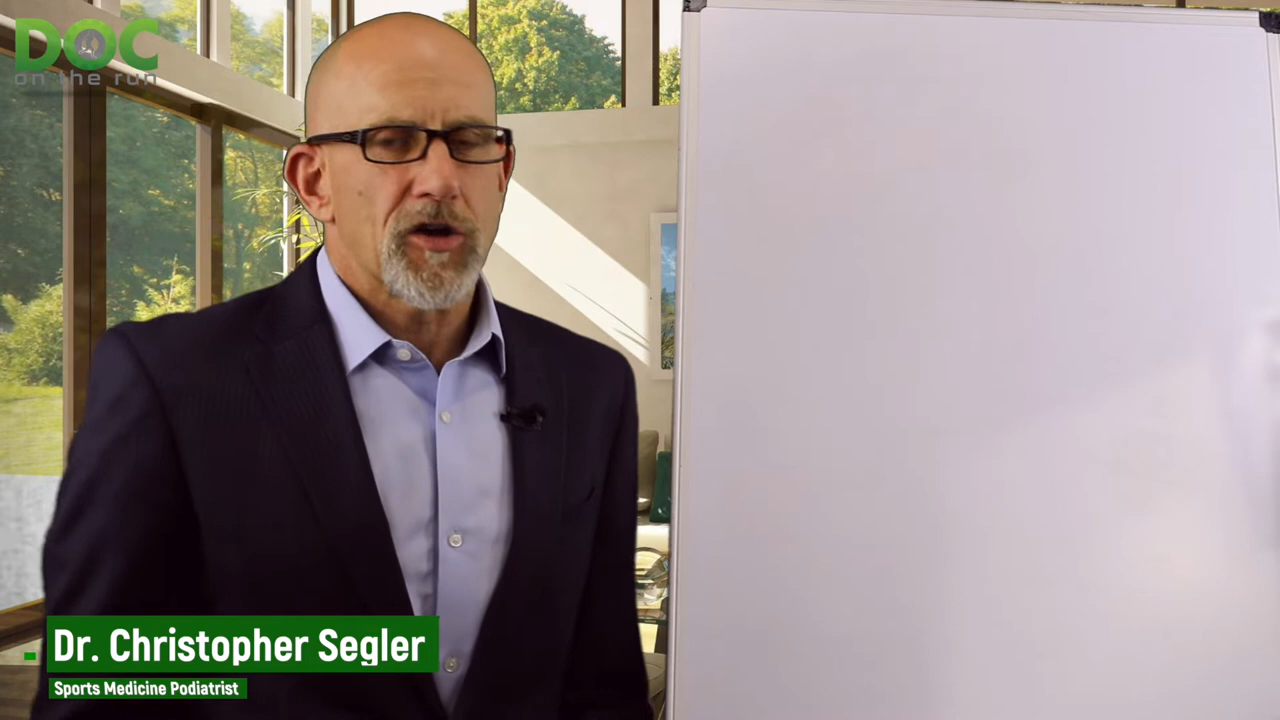 DOC
on the run
Dr. Christopher Segler
Sports Medicine Podiatrist